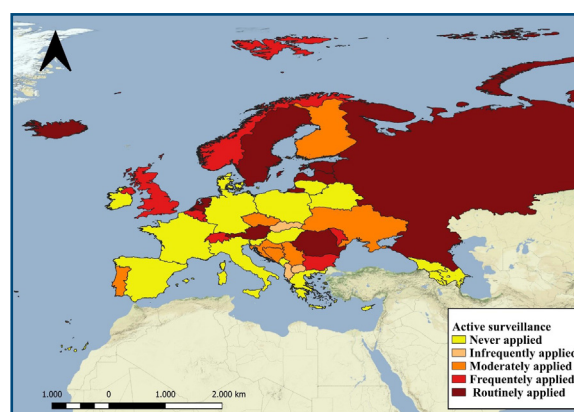 Active surveillance
Never applied
Infrequently applied
Moderately applied
Frequentely applied
Routinely applied
1.000 0 1.000 2.000 km